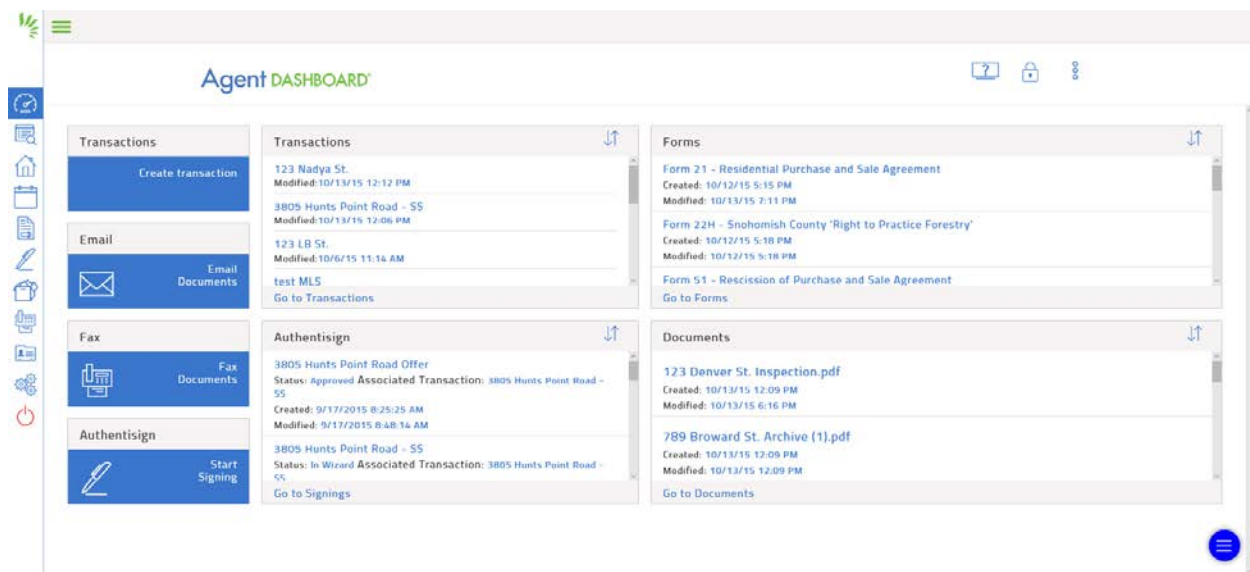 Agent DASHBOARD
Transactions
Create transaction
Email
Email
Documents
Fax
Fax
Documents
Authentisign
Start
Signing
Transactions
123 Nadya St.
Modified:10/13/15 12:12 PM
3805 Hunts Point Road - SS
Modified:10/13/15 12:06 PM
123 LB St.
Modified:10/6/15 11:14 AM
test MLS
Go to Transactions
Forms
Form 21 - Residential Purchase and Sale Agreement
Created: 10/12/15 5:15 PM
Modified: 10/13/15 7:11 PM
Form 22H - Snohomish County 'Right to Practice Forestry'
Created: 10/12/15 5:18 PM
Modified: 10/12/15 5:18 PM
Form 51 - Rescission of Purchase and Sale Agreement
Go to Forms
Authentisign
3805 Hunts Point Road Offer
Status: Approved Associated Transaction: 3805 Hunts Point Road -
SS
Created: 9/17/2015 8:25:25 AM
Modified: 9/17/2015 8:48:14 AM
3805 Hunts Point Road - SS
Status: In Wizard Associated Transaction: 3805 Hunts Point Road -
SS
Go to Signings
Documents
123 Denver St. Inspection.pdf
Created: 10/13/15 12:09 PM
Modified: 10/13/15 6:16 PM
789 Broward St. Archive (1).pdf
Created: 10/13/15 12:09 PM
Modified: 10/13/15 12:09 PM
Go to Documents